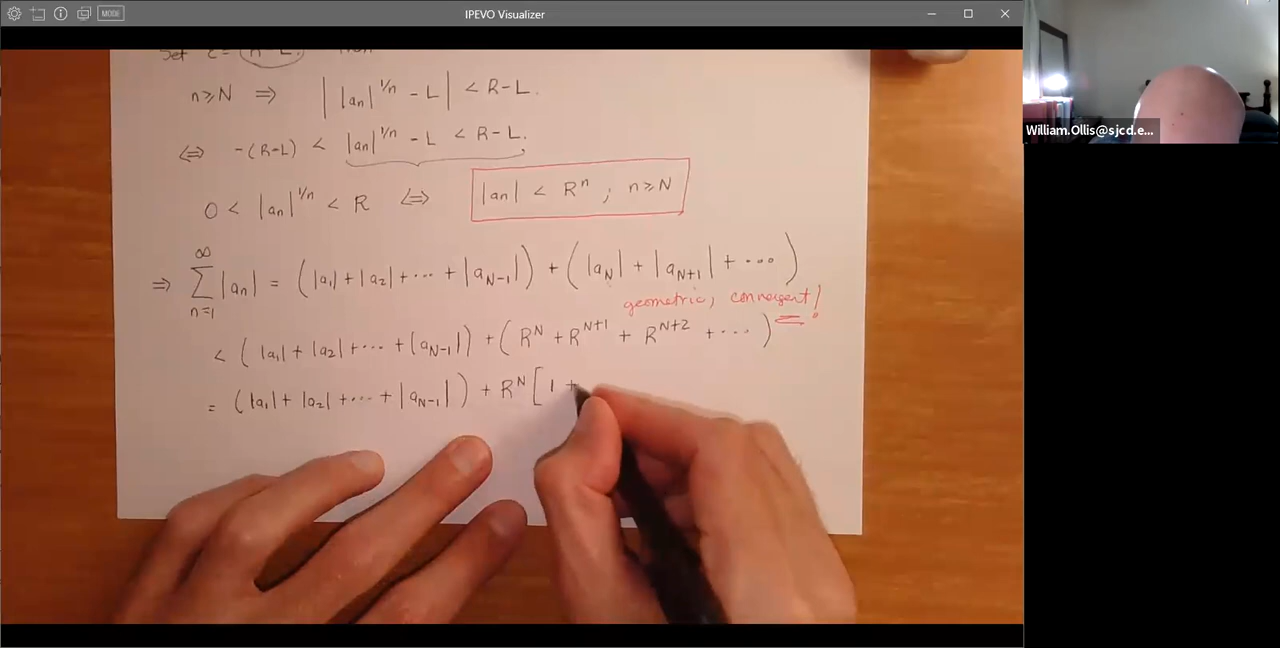 MODE
IPEVO Visualizer
William.Ollis@sjcd.e...
n≥N ⇒ | |aₙ|^1/n - L | < R-L.
⇔ -(R-L) < |aₙ|^1/n - L < R-L.
0 < |aₙ|^1/n < R ⇔ |aₙ| < Rⁿ ; n≥N
⇒ ∑_{n=1}^∞ |aₙ| = (|a₁|+|a₂|+···+|a_{N-1}|) + (|a_N|+|a_{N+1}|+····)
geometric, convergent!
< (|a₁|+|a₂|+···+|a_{N-1}|) + (R^N + R^{N+1} + R^{N+2} + ···)
= (|a₁|+|a₂|+···+|a_{N-1}|) + R^N [1 +